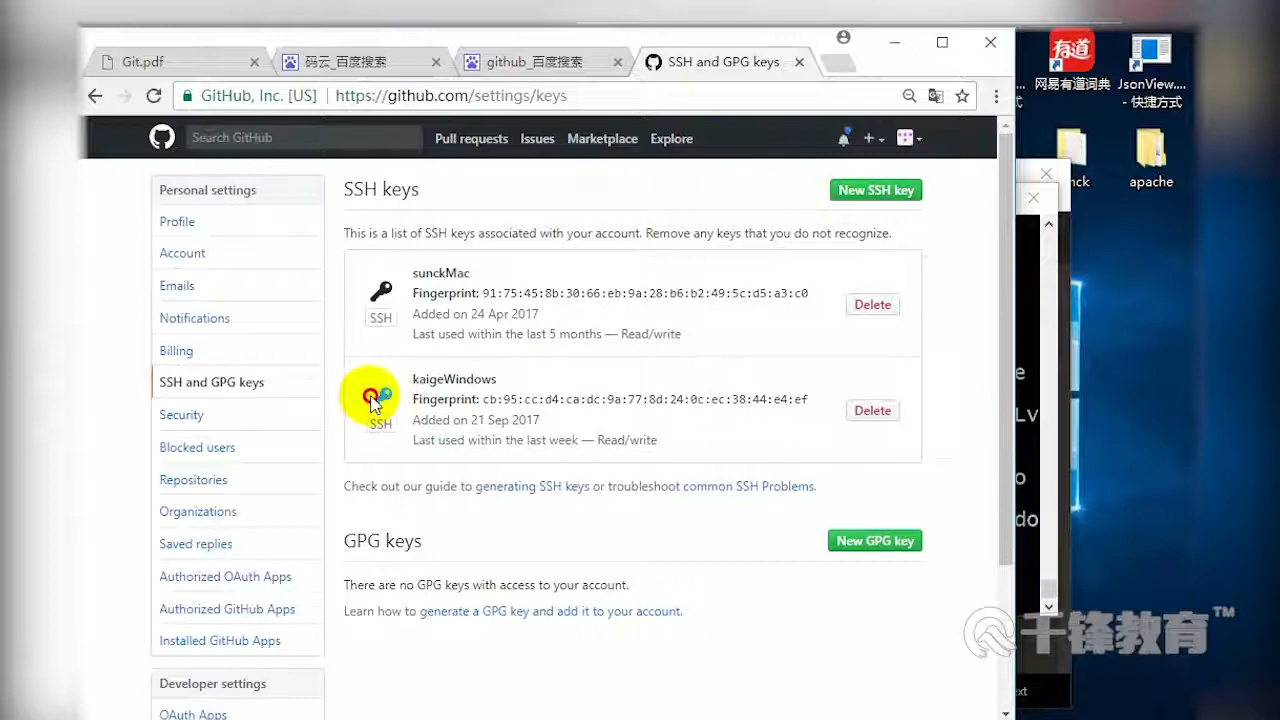 Git.pdf
码云_百度搜索
github_百度搜索
SSH and GPG keys
GitHub, Inc. [US]
https://github.com/settings/keys
有道
网易有道词典
JsonView....
- 快捷方式
apache
Search GitHub
Pull requests
Issues
Marketplace
Explore
Personal settings
Profile
Account
Emails
Notifications
Billing
SSH and GPG keys
Security
Blocked users
Repositories
Organizations
Saved replies
Authorized OAuth Apps
Authorized GitHub Apps
Installed GitHub Apps
Developer settings
OAuth Apps
SSH keys
New SSH key
This is a list of SSH keys associated with your account. Remove any keys that you do not recognize.
sunckMac
Fingerprint: 91:75:45:8b:30:66:eb:9a:28:b6:b2:49:5c:d5:a3:c0
SSH
Added on 24 Apr 2017
Last used within the last 5 months — Read/write
Delete
kaigeWindows
Fingerprint: cb:95:cc:d4:ca:dc:9a:77:8d:24:0c:ec:38:44:e4:ef
SSH
Added on 21 Sep 2017
Last used within the last week — Read/write
Delete
Check out our guide to generating SSH keys or troubleshoot common SSH Problems.
GPG keys
New GPG key
There are no GPG keys with access to your account.
Learn how to generate a GPG key and add it to your account.
千锋教育™